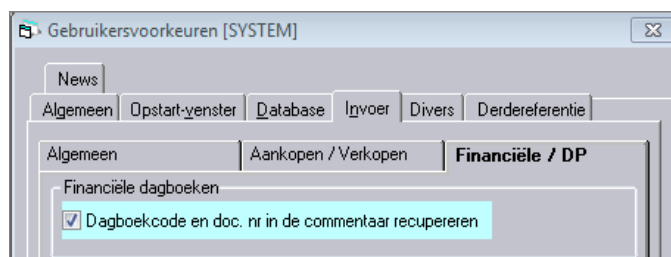 Gebruikersvoorkeuren [SYSTEM]
News
Algemeen Opstart-venster Database Invoer Divers Derdereferentie
Algemeen Aankopen / Verkopen Financiële / DP
Financiële dagboeken
Dagboekcode en doc. nr in de commentaar recupereren